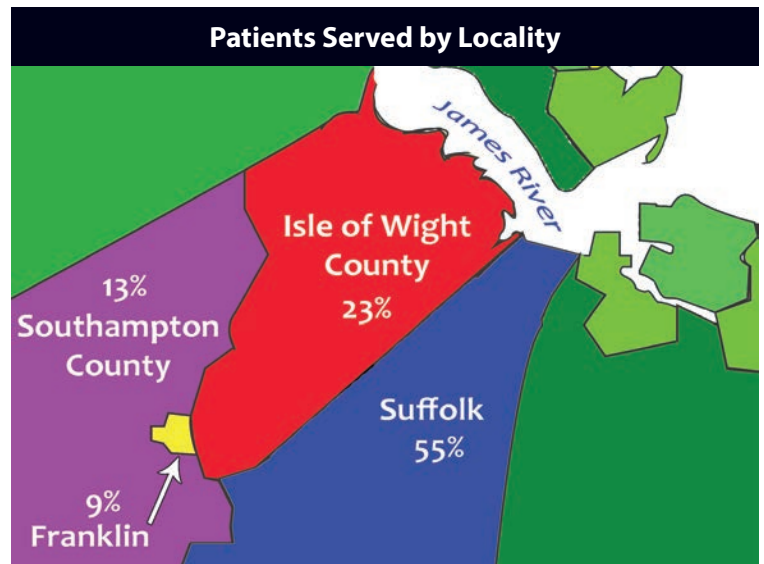 Patients Served by Locality
James River
Isle of Wight
County
23%
13%
Southampton
County
Suffolk
55%
9%
Franklin